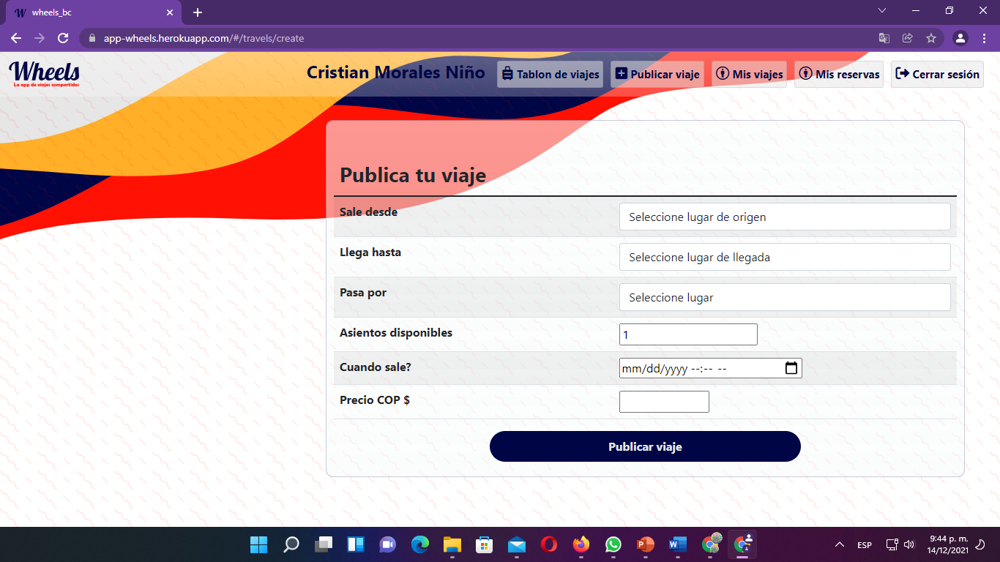 W wheels_bc
app-wheels.herokuapp.com/#/travels/create
Wheels
La app de viajes compartidos
Cristian Morales Niño
Tablon de viajes
Publicar viaje
Mis viajes
Mis reservas
Cerrar sesión
Publica tu viaje
Sale desde
Seleccione lugar de origen
Llega hasta
Seleccione lugar de llegada
Pasa por
Seleccione lugar
Asientos disponibles
1
Cuando sale?
mm/dd/yyyy --:-- --
Precio COP $
Publicar viaje
ESP
9:44 p. m.
14/12/2021